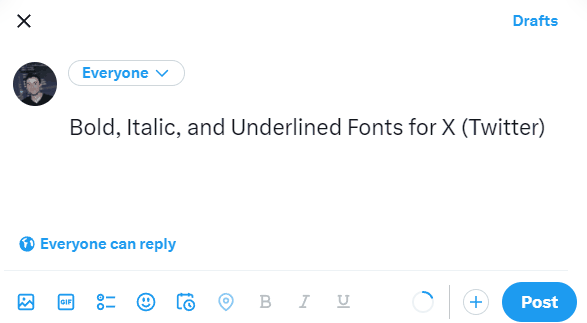 Drafts
Everyone
Bold, Italic, and Underlined Fonts for X (Twitter)
Everyone can reply
GIF B I U Post